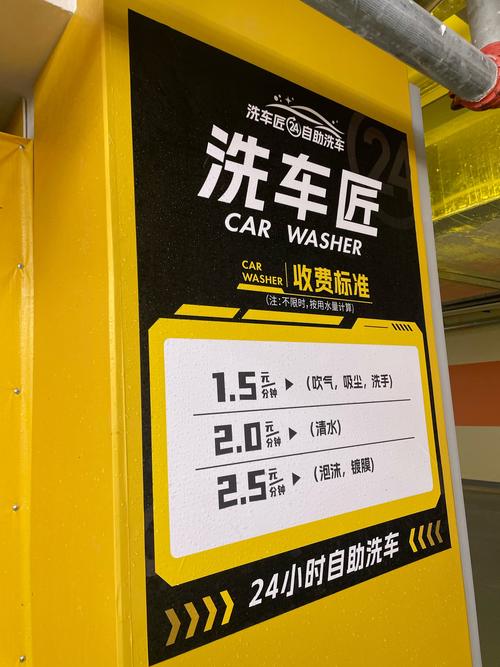 洗车匠24自助洗车
24
洗车匠
CAR WASHER
CAR
WASHER
收费标准
(注:不限时,按用水量计算)
1.5元/分钟 (吹气,吸尘,洗手)
2.0元/分钟 (清水)
2.5元/分钟 (泡沫,镀膜)
24小时自助洗车